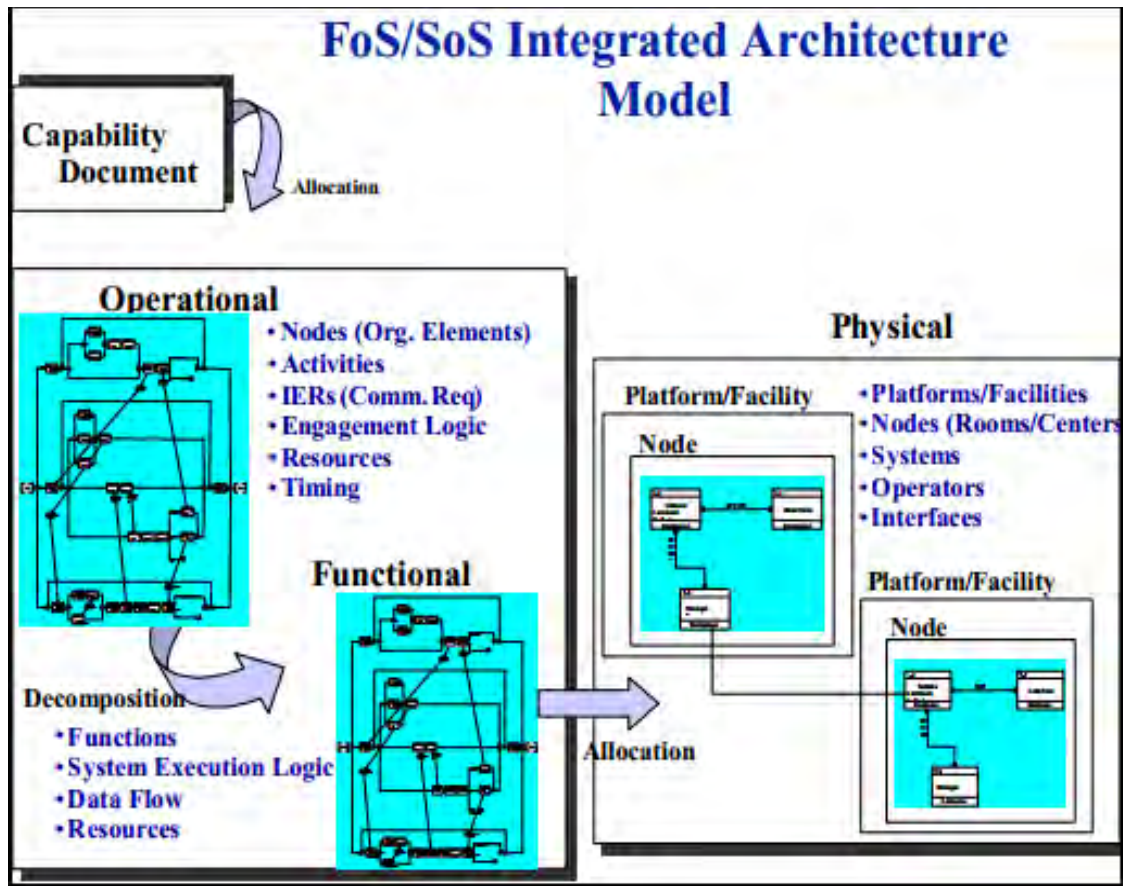 FoS/SoS Integrated Architecture
Model
Capability
Document
Allocation
Operational
•Nodes (Org. Elements)
•Activities
•IERs (Comm. Req)
•Engagement Logic
•Resources
•Timing
Functional
Decomposition
•Functions
•System Execution Logic
•Data Flow
•Resources
Allocation
Physical
Platform/Facility
Node
•Platforms/Facilities
•Nodes (Rooms/Centers
•Systems
•Operators
•Interfaces
Platform/Facility
Node